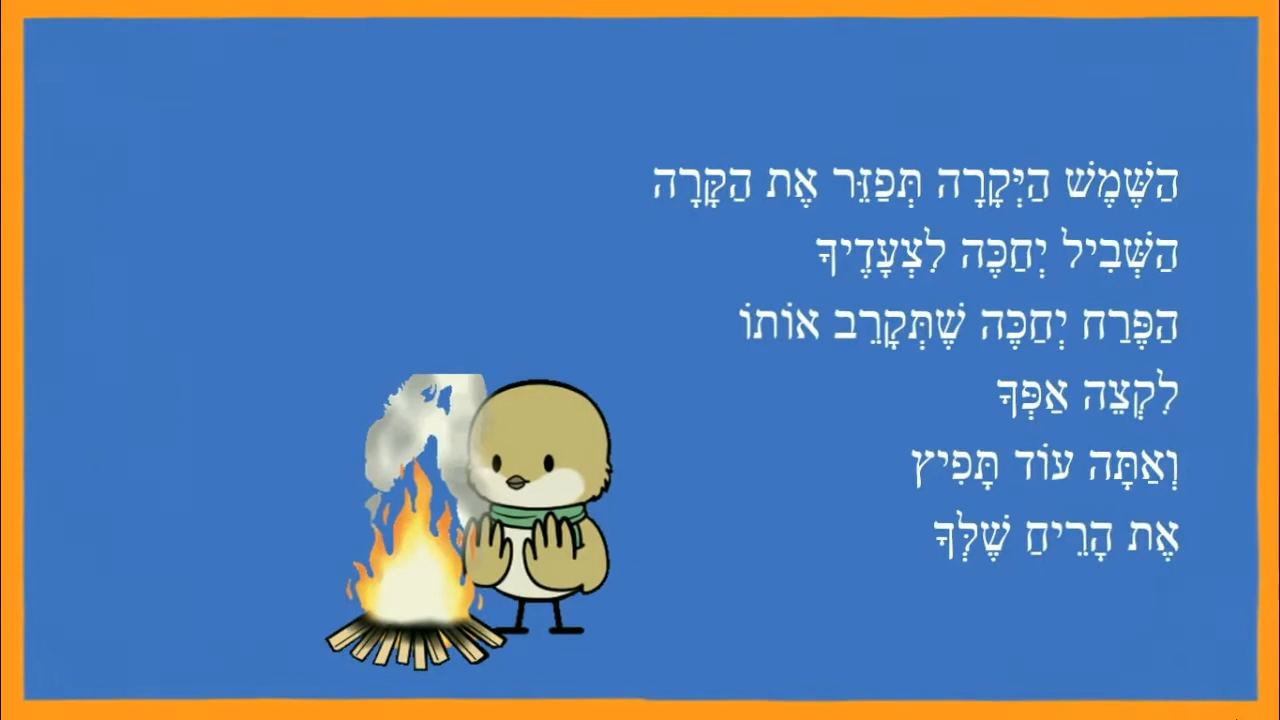 הַשֶּׁמֶשׁ הַיְּקָרָה תְּפַזֵּר אֶת הַקָּרָה
הַשְּׁבִיל יְחַכֶּה לִצְעָדֶיךָ
הַפֶּרַח יְחַכֶּה שֶׁתְּקָרֵב אוֹתוֹ
לִקְצֵה אַפְּךָ
וְאַתָּה עוֹד תָּפִיץ
אֶת הָרֵיחַ שֶׁלְּךָ